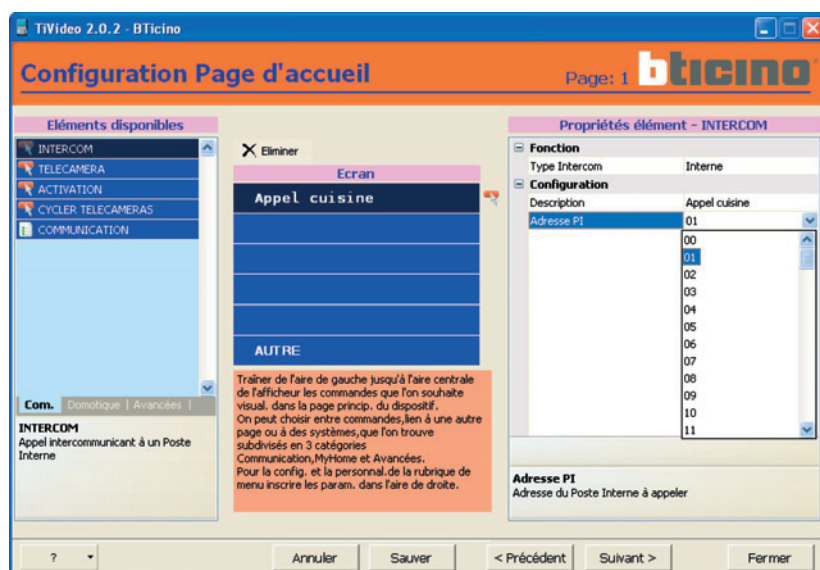 TiVideo 2.0.2 - BTicino
Configuration Page d'accueil
Page: 1
bticino
Eléments disponibles
INTERCOM
TELECAMERA
ACTIVATION
CYCLER TELECAMERAS
COMMUNICATION
Com. Domotique | Avancées |
INTERCOM
Appel intercommunicant à un Poste
Interne
Eliminer
Ecran
Appel cuisine
AUTRE
Traîner de l'aire de gauche jusqu'à l'aire centrale
de l'afficheur les commandes que l'on souhaite
visual. dans la page princip. du dispositif.
On peut choisir entre commandes,lien à une autre
page ou à des systèmes,que l'on trouve
subdivisés en 3 catégories
Communication,MyHome et Avancées.
Pour la config. et la personnal.de la rubrique de
menu inscrire les param. dans l'aire de droite.
Propriétés élément - INTERCOM
Fonction
Type Intercom Interne
Configuration
Description Appel cuisine
Adresse PI 01
00
01
02
03
04
05
06
07
08
09
10
11
Adresse PI
Adresse du Poste Interne à appeler
? Annuler Sauver < Précédent Suivant > Fermer